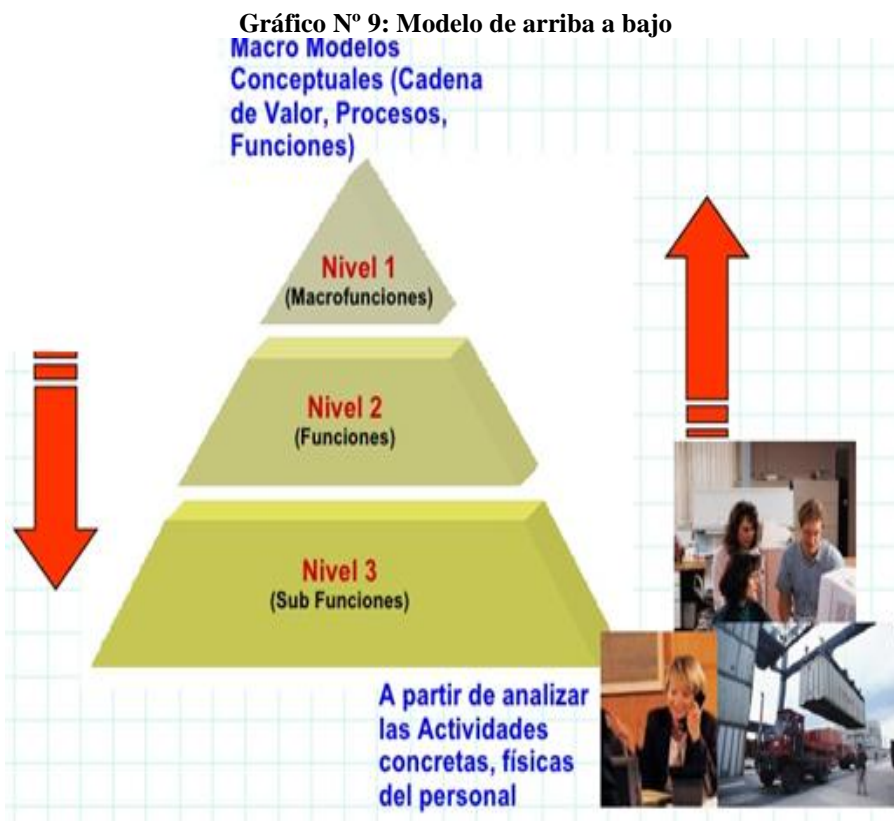 Gráfico Nº 9: Modelo de arriba a bajo
Macro Modelos
Conceptuales (Cadena
de Valor, Procesos,
Funciones)
Nivel 1
(Macrofunciones)
Nivel 2
(Funciones)
Nivel 3
(Sub Funciones)
A partir de analizar
las Actividades
concretas, físicas
del personal